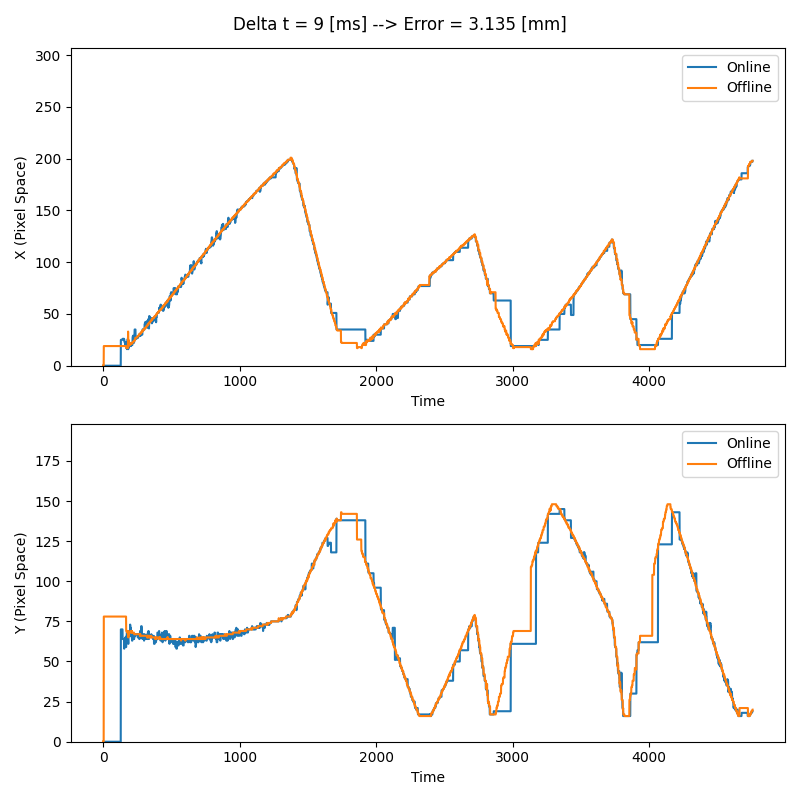 Delta t = 9 [ms] --> Error = 3.135 [mm]
300
250
200
150
100
50
0
X (Pixel Space)
Online
Offline
0
1000
2000
3000
4000
Time
175
150
125
100
75
50
25
0
Y (Pixel Space)
Online
Offline
0
1000
2000
3000
4000
Time